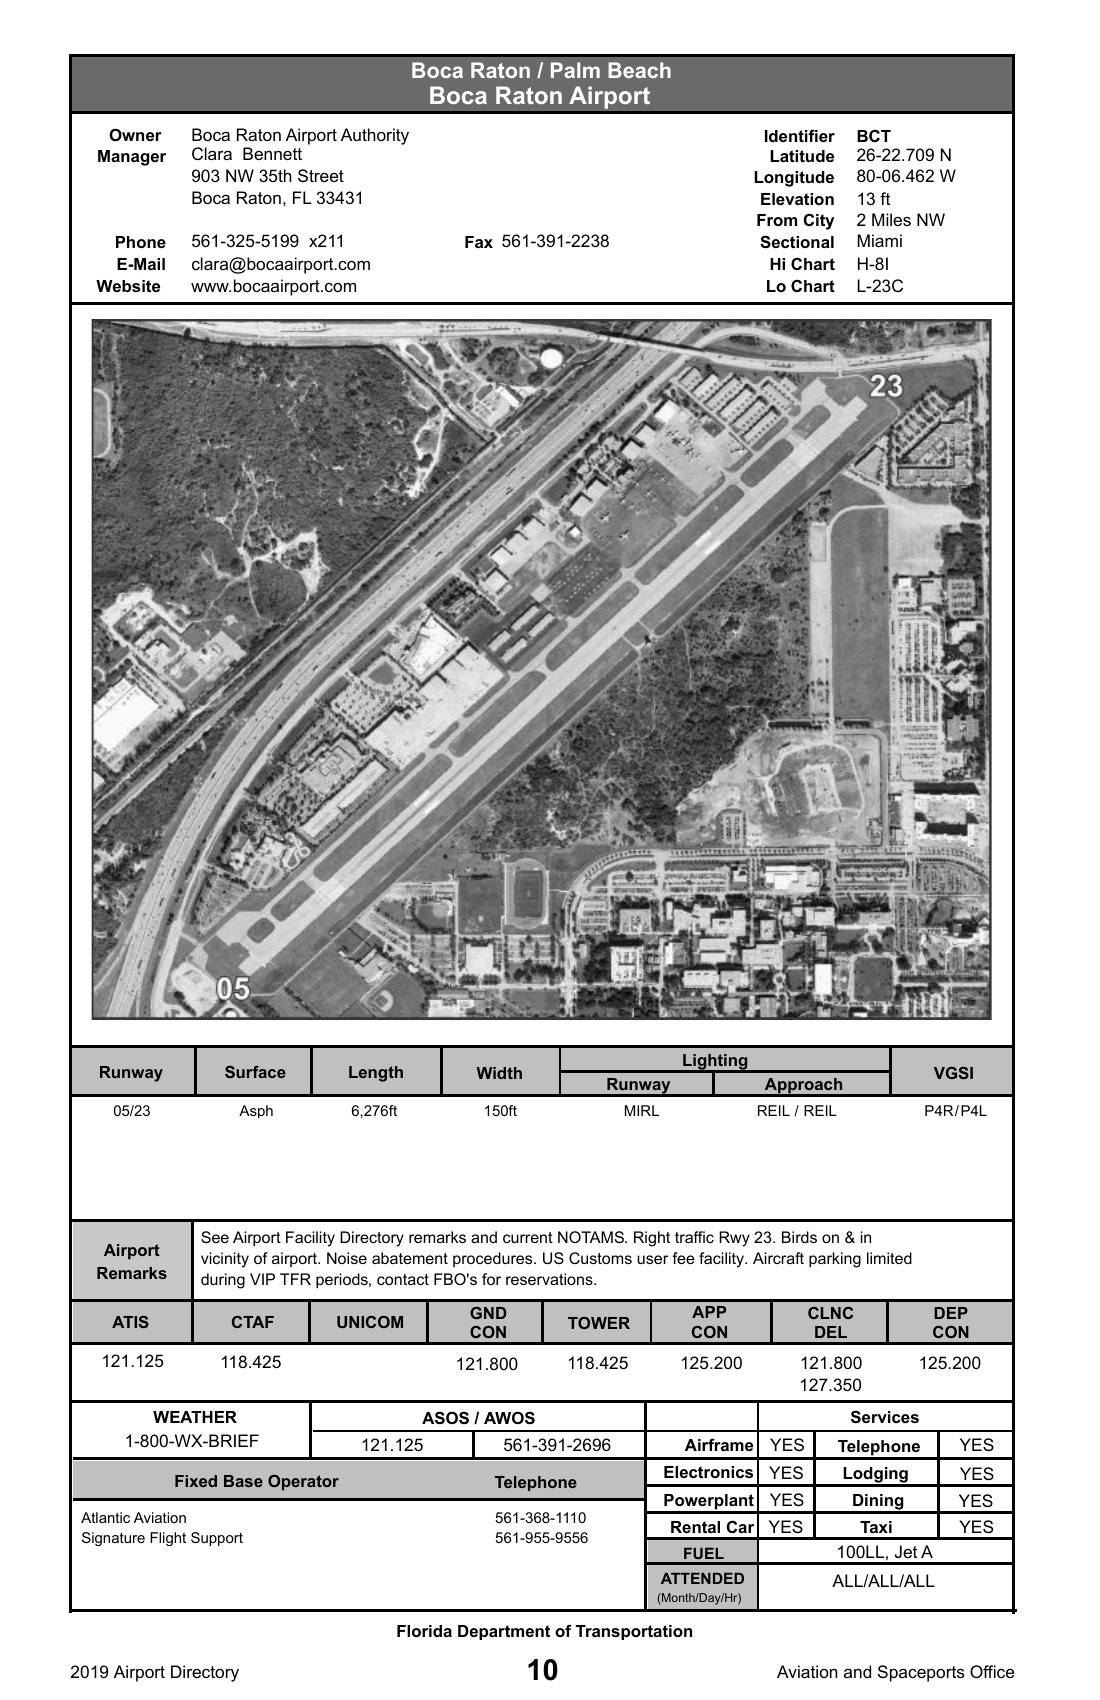 Boca Raton / Palm Beach
Boca Raton Airport
Owner Boca Raton Airport Authority
Manager Clara Bennett
903 NW 35th Street
Boca Raton, FL 33431
Phone 561-325-5199 x211 Fax 561-391-2238
E-Mail clara@bocaairport.com
Website www.bocaairport.com
Identifier BCT
Latitude 26-22.709 N
Longitude 80-06.462 W
Elevation 13 ft
From City 2 Miles NW
Sectional Miami
Hi Chart H-8I
Lo Chart L-23C
23
05
Runway Surface Length Width Lighting VGSI
Runway Approach
05/23 Asph 6,276ft 150ft MIRL REIL / REIL P4R/P4L
Airport
Remarks
See Airport Facility Directory remarks and current NOTAMS. Right traffic Rwy 23. Birds on & in
vicinity of airport. Noise abatement procedures. US Customs user fee facility. Aircraft parking limited
during VIP TFR periods, contact FBO's for reservations.
ATIS CTAF UNICOM GND CON TOWER APP CON CLNC DEL DEP CON
121.125 118.425 121.800 118.425 125.200 121.800 125.200
127.350
WEATHER
1-800-WX-BRIEF
ASOS / AWOS
121.125 561-391-2696
Fixed Base Operator Telephone
Atlantic Aviation 561-368-1110
Signature Flight Support 561-955-9556
Services
Airframe YES Telephone YES
Electronics YES Lodging YES
Powerplant YES Dining YES
Rental Car YES Taxi YES
FUEL 100LL, Jet A
ATTENDED ALL/ALL/ALL
(Month/Day/Hr)
Florida Department of Transportation
2019 Airport Directory 10 Aviation and Spaceports Office